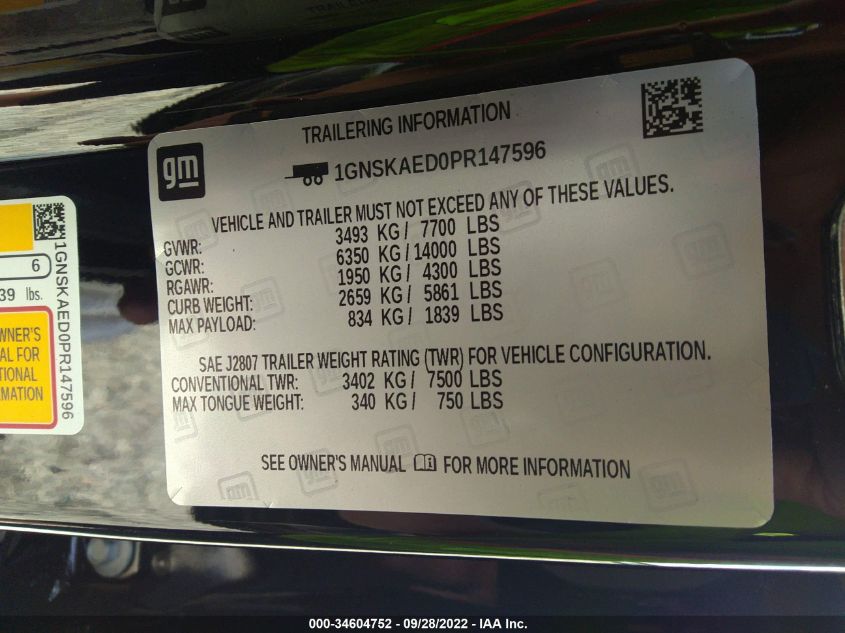 TRAILERING INFORMATION
gm
1GNSKAED0PR147596
VEHICLE AND TRAILER MUST NOT EXCEED ANY OF THESE VALUES.
GVWR: 3493 KG / 7700 LBS
GCWR: 6350 KG / 14000 LBS
RGAWR: 1950 KG / 4300 LBS
CURB WEIGHT: 2659 KG / 5861 LBS
MAX PAYLOAD: 834 KG / 1839 LBS
SAE J2807 TRAILER WEIGHT RATING (TWR) FOR VEHICLE CONFIGURATION.
CONVENTIONAL TWR: 3402 KG / 7500 LBS
MAX TONGUE WEIGHT: 340 KG / 750 LBS
SEE OWNER'S MANUAL FOR MORE INFORMATION
6
39 lbs.
WNER'S
AL FOR
TIONAL
RMATION
1GNSKAED0PR147596
000-34604752 - 09/28/2022 - IAA Inc.